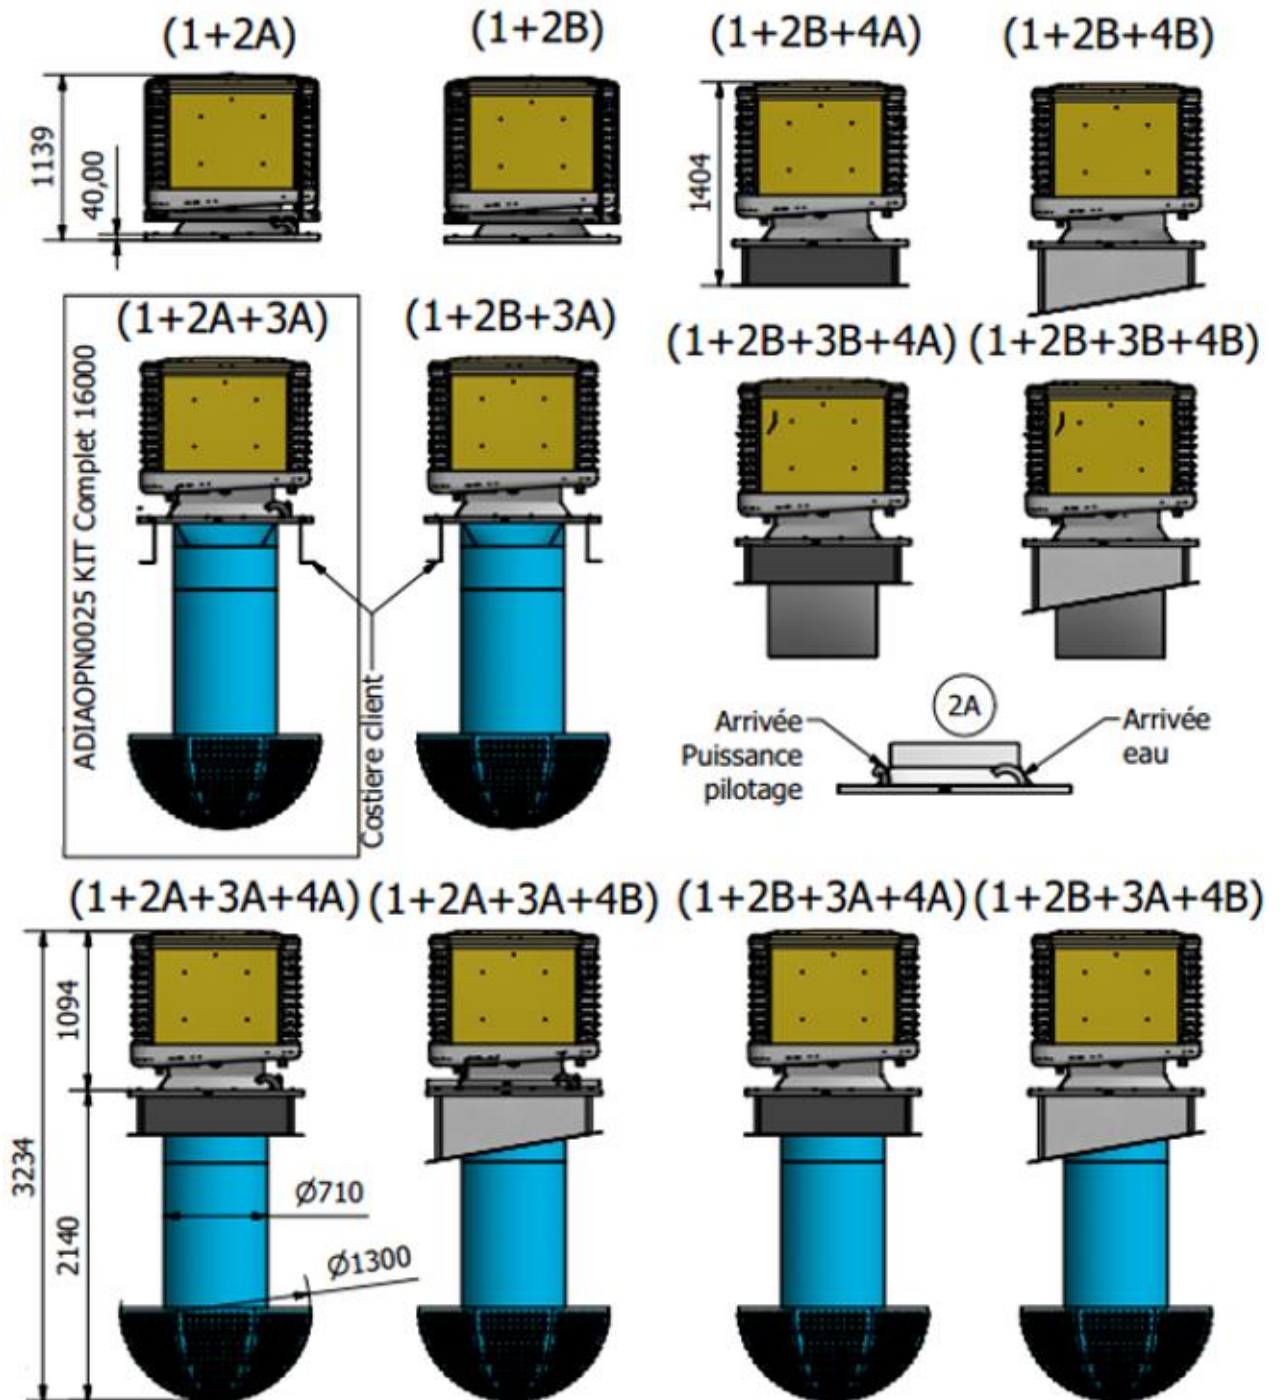 (1+2A)
(1+2B)
(1+2B+4A)
(1+2B+4B)
1139
40,00
1404
(1+2A+3A)
(1+2B+3A)
(1+2B+3B+4A)
(1+2B+3B+4B)
ADIAOPN0025 KIT Complet 16000
Costiere client
2A
Arrivée
Puissance
pilotage
Arrivée
eau
(1+2A+3A+4A)
(1+2A+3A+4B)
(1+2B+3A+4A)
(1+2B+3A+4B)
1094
3234
2140
Ø710
Ø1300